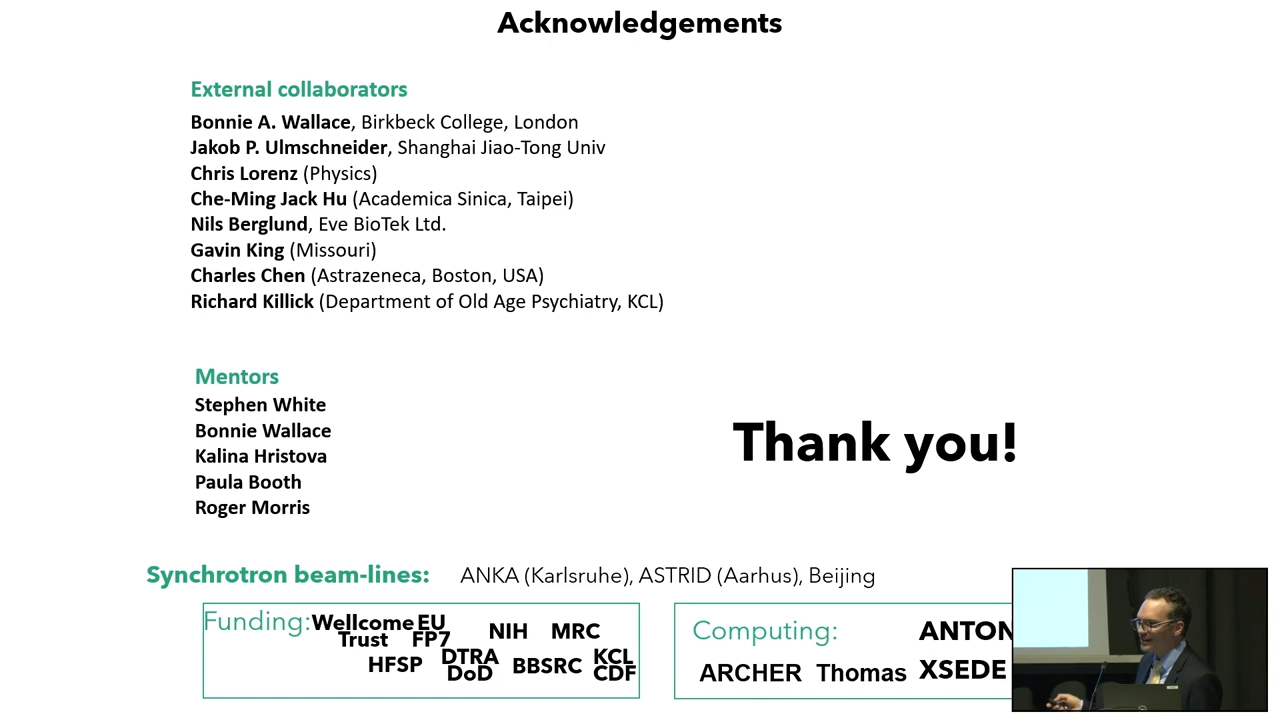 Acknowledgements
External collaborators
Bonnie A. Wallace, Birkbeck College, London
Jakob P. Ulmschneider, Shanghai Jiao-Tong Univ
Chris Lorenz (Physics)
Che-Ming Jack Hu (Academica Sinica, Taipei)
Nils Berglund, Eve BioTek Ltd.
Gavin King (Missouri)
Charles Chen (Astrazeneca, Boston, USA)
Richard Killick (Department of Old Age Psychiatry, KCL)
Mentors
Stephen White
Bonnie Wallace
Kalina Hristova
Paula Booth
Roger Morris
Thank you!
Synchrotron beam-lines: ANKA (Karlsruhe), ASTRID (Aarhus), Beijing
Funding: Wellcome Trust EU FP7 NIH MRC
HFSP DTRA DoD BBSRC KCL CDF
Computing: ANTON
ARCHER Thomas XSEDE